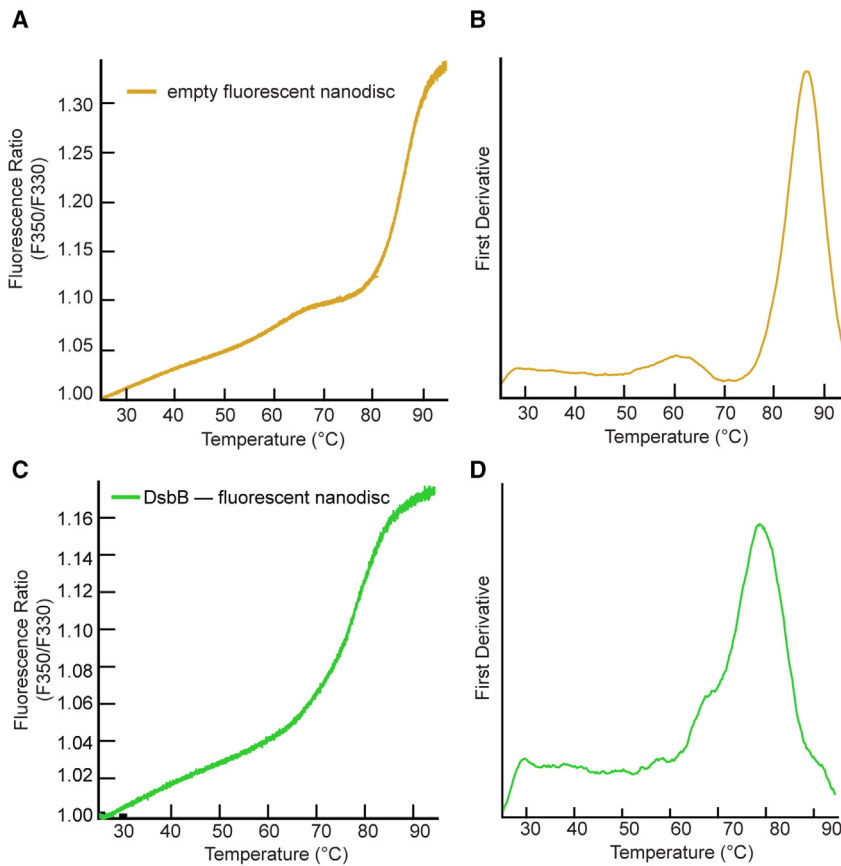 A
empty fluorescent nanodisc
Fluorescence Ratio
(F350/F330)
1.30
1.25
1.20
1.15
1.10
1.05
1.00
30 40 50 60 70 80 90
Temperature (°C)
B
First Derivative
30 40 50 60 70 80 90
Temperature (°C)
C
DsbB — fluorescent nanodisc
Fluorescence Ratio
(F350/F330)
1.16
1.14
1.12
1.10
1.08
1.06
1.04
1.02
1.00
30 40 50 60 70 80 90
Temperature (°C)
D
First Derivative
30 40 50 60 70 80 90
Temperature (°C)